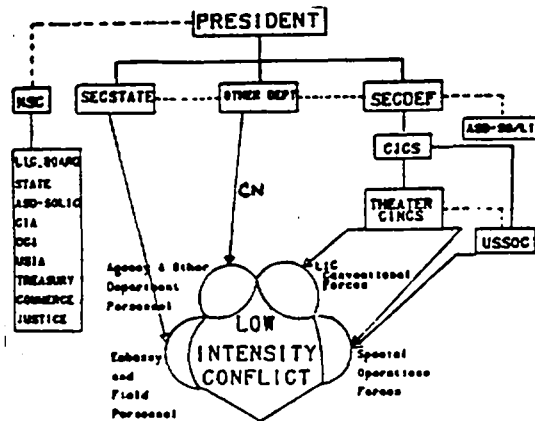 PRESIDENT
NSC
SECSTATE
OTHER DEPT
SECDEF
ASD-SO/LI
CJCS
LIC BOARD
STATE
ASD-SOLIC
CIA
USIA
TREASURY
COMMERCE
JUSTICE
CN
THEATER
CINCS
USSOC
Agency & Other
Department
Personnel
LIC
Conventional
Forces
LOW
INTENSITY
CONFLICT
Embassy
and
Field
Personnel
Special
Operations
Forces